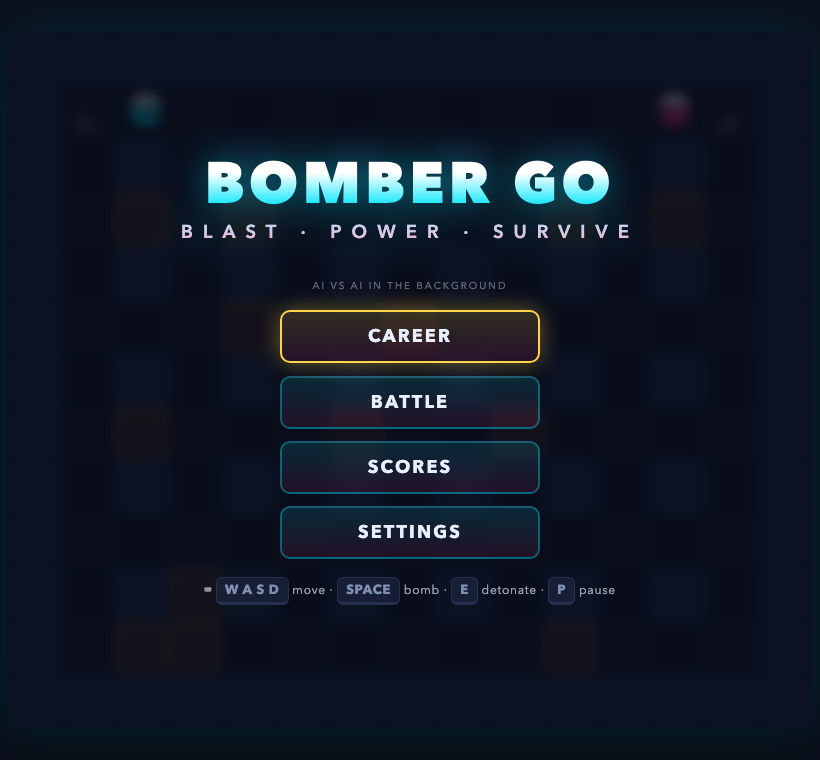 BOMBER GO
BLAST · POWER · SURVIVE
AI VS AI IN THE BACKGROUND
CAREER
BATTLE
SCORES
SETTINGS
WASD move · SPACE bomb · E detonate · P pause